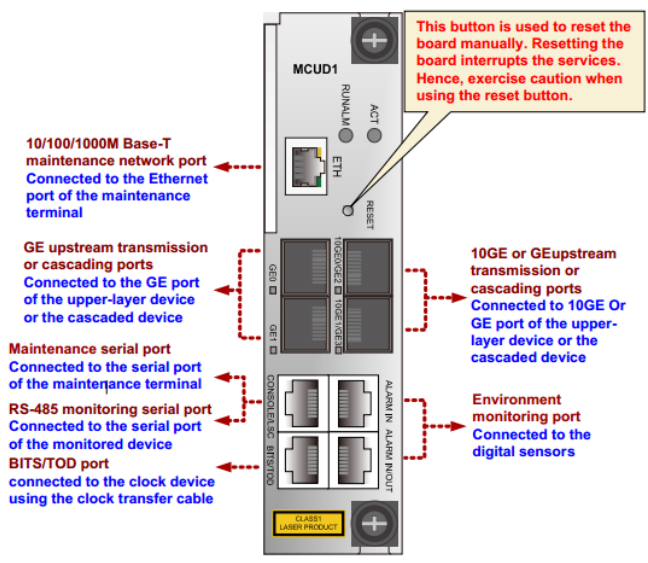 This button is used to reset the
board manually. Resetting the
board interrupts the services.
Hence, exercise caution when
using the reset button.
MCUD1
RUNALM
ACT
ETH
RESET
10/100/1000M Base-T
maintenance network port
Connected to the Ethernet
port of the maintenance
terminal
GE upstream transmission
or cascading ports
Connected to the GE port
of the upper-layer device
or the cascaded device
GE0
10GE0/GE2
GE1
10GE1/GE3
10GE or GEupstream
transmission or
cascading ports
Connected to 10GE Or
GE port of the upper-
layer device or the
cascaded device
Maintenance serial port
Connected to the serial port
of the maintenance terminal
RS-485 monitoring serial port
Connected to the serial port
of the monitored device
BITS/TOD port
connected to the clock device
using the clock transfer cable
CONSOLE/LSC
ALARM IN
BITS/TOD
ALARM IN/OUT
Environment
monitoring port
Connected to the
digital sensors
CLASS1
LASER PRODUCT